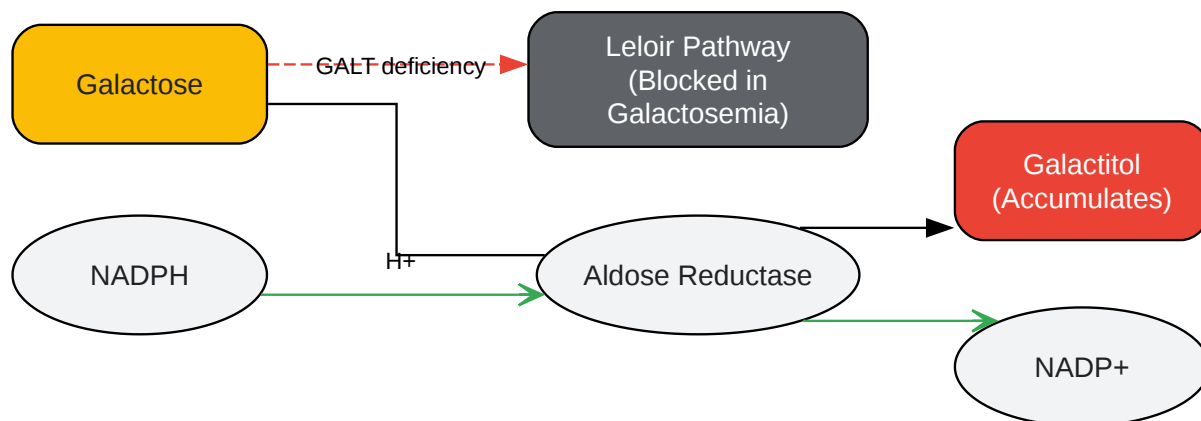 Galactose
GALT deficiency
Leloir Pathway
(Blocked in
Galactosemia)
Galactitol
(Accumulates)
NADPH
H+
Aldose Reductase
NADP+